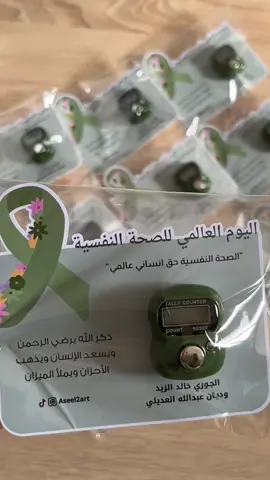 اليوم العالمي للصحة النفسية
"الصحة النفسية حق انساني عالمي"
TALLY COUNTER
COUNT RESET
ذكر الله يرضي الرحمن
ويسعد الإنسان ويذهب
الأحزان ويملأ الميزان
Aseel2art
الجوري خالد الزيد
وديان عبدالله العديلي